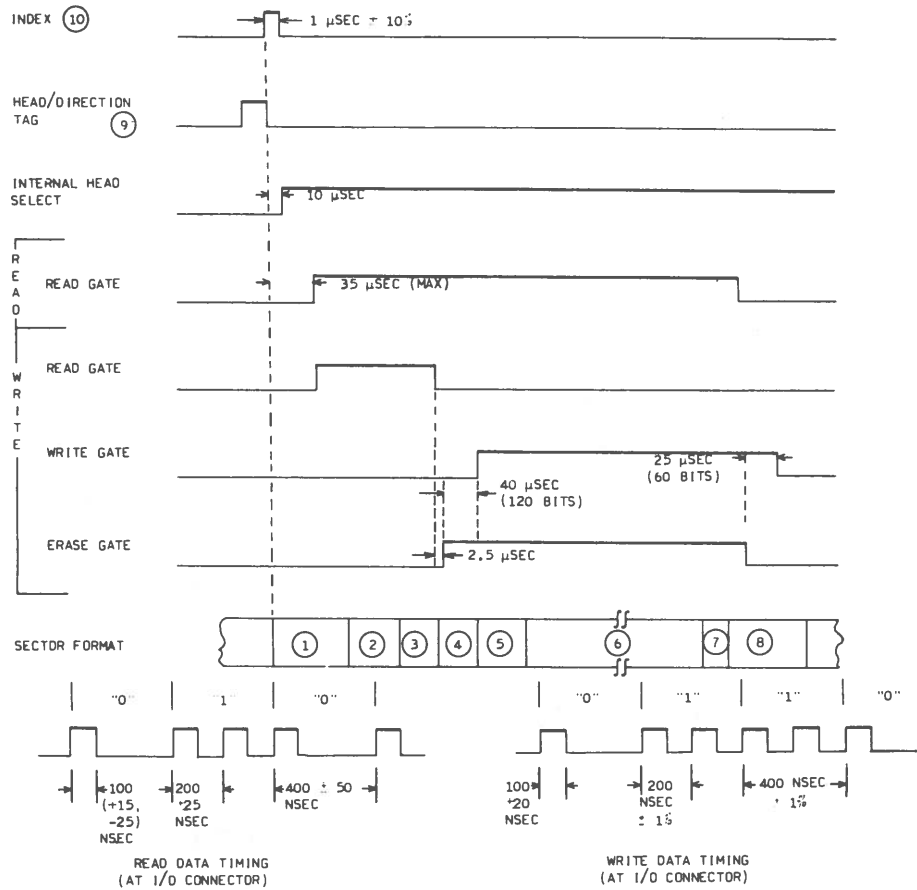 INDEX 10
1 µSEC ± 10%
HEAD/DIRECTION
TAG 9
INTERNAL HEAD
SELECT
10 µSEC
READ
READ GATE
35 µSEC (MAX)
WRITE
READ GATE
WRITE GATE
25 µSEC
(60 BITS)
40 µSEC
(120 BITS)
ERASE GATE
2.5 µSEC
SECTOR FORMAT
1 2 3 4 5 6 7 8
"0" "1" "0"
"0" "1" "1" "0"
100
(+15,
-25)
NSEC
200
±25
NSEC
400 ± 50
NSEC
100
±20
NSEC
200
NSEC
± 1%
400 NSEC
± 1%
READ DATA TIMING
(AT I/O CONNECTOR)
WRITE DATA TIMING
(AT I/O CONNECTOR)